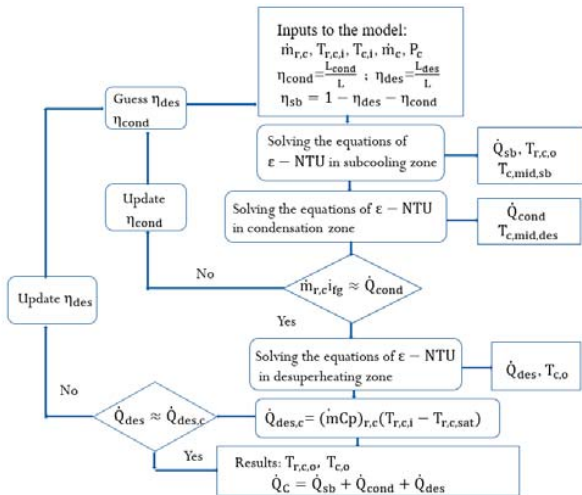 Inputs to the model:
ṁr,c, Tr,c,i, Tc,i, ṁc, Pc
ηcond=Lcond/L ; ηdes=Ldes/L
ηsb = 1 − ηdes − ηcond
Guess ηdes
ηcond
Solving the equations of
ε − NTU in subcooling zone
Q̇sb, Tr,c,o
Tc,mid,sb
Update
ηcond
Solving the equations of ε − NTU
in condensation zone
Q̇cond
Tc,mid,des
No
ṁr,cifg ≈ Q̇cond
Update ηdes
Yes
Solving the equations of ε − NTU
in desuperheating zone
Q̇des, Tc,o
No
Q̇des ≈ Q̇des,c
Q̇des,c= (ṁCp)r,c(Tr,c,i − Tr,c,sat)
Yes
Results: Tr,c,o, Tc,o
Q̇C = Q̇sb + Q̇cond + Q̇des